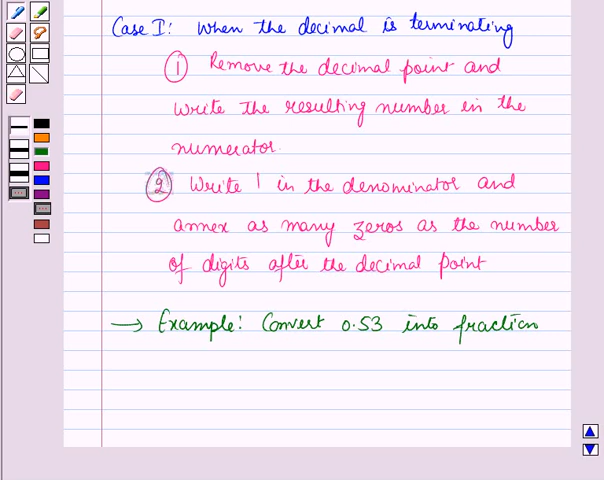 Case I: When the decimal is terminating
① Remove the decimal point and
write the resulting number in the
numerator.
② Write 1 in the denominator and
annex as many zeros as the number
of digits after the decimal point
→ Example: Convert 0.53 into fraction